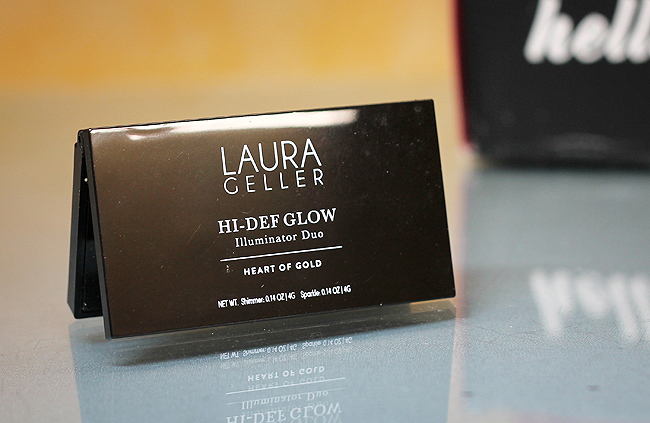 LAURA
GELLER
HI-DEF GLOW
Illuminator Duo
HEART OF GOLD
NET WT. Shimmer: 0.14 OZ | 4G Sparkle: 0.14 OZ | 4G